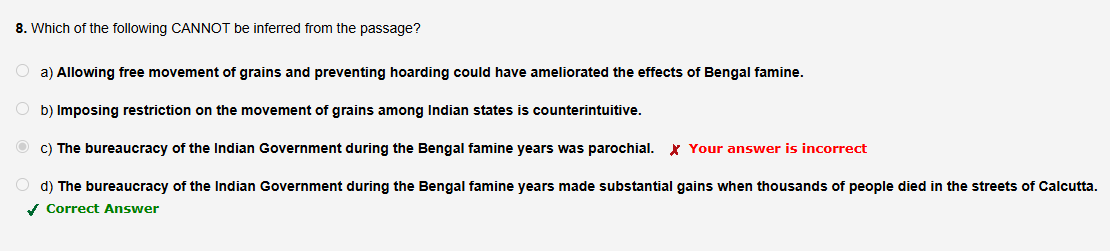 8. Which of the following CANNOT be inferred from the passage?
a) Allowing free movement of grains and preventing hoarding could have ameliorated the effects of Bengal famine.
b) Imposing restriction on the movement of grains among Indian states is counterintuitive.
c) The bureaucracy of the Indian Government during the Bengal famine years was parochial. ✗ Your answer is incorrect
d) The bureaucracy of the Indian Government during the Bengal famine years made substantial gains when thousands of people died in the streets of Calcutta.
✓ Correct Answer